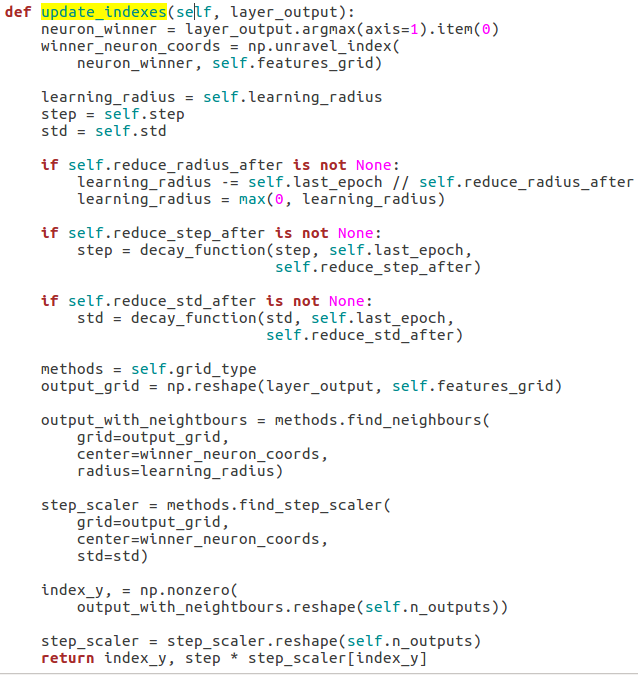 def update_indexes(self, layer_output):
    neuron_winner = layer_output.argmax(axis=1).item(0)
    winner_neuron_coords = np.unravel_index(
        neuron_winner, self.features_grid)

    learning_radius = self.learning_radius
    step = self.step
    std = self.std

    if self.reduce_radius_after is not None:
        learning_radius -= self.last_epoch // self.reduce_radius_after
        learning_radius = max(0, learning_radius)

    if self.reduce_step_after is not None:
        step = decay_function(step, self.last_epoch,
                              self.reduce_step_after)

    if self.reduce_std_after is not None:
        std = decay_function(std, self.last_epoch,
                             self.reduce_std_after)

    methods = self.grid_type
    output_grid = np.reshape(layer_output, self.features_grid)

    output_with_neightbours = methods.find_neighbours(
        grid=output_grid,
        center=winner_neuron_coords,
        radius=learning_radius)

    step_scaler = methods.find_step_scaler(
        grid=output_grid,
        center=winner_neuron_coords,
        std=std)

    index_y, = np.nonzero(
        output_with_neightbours.reshape(self.n_outputs))

    step_scaler = step_scaler.reshape(self.n_outputs)
    return index_y, step * step_scaler[index_y]